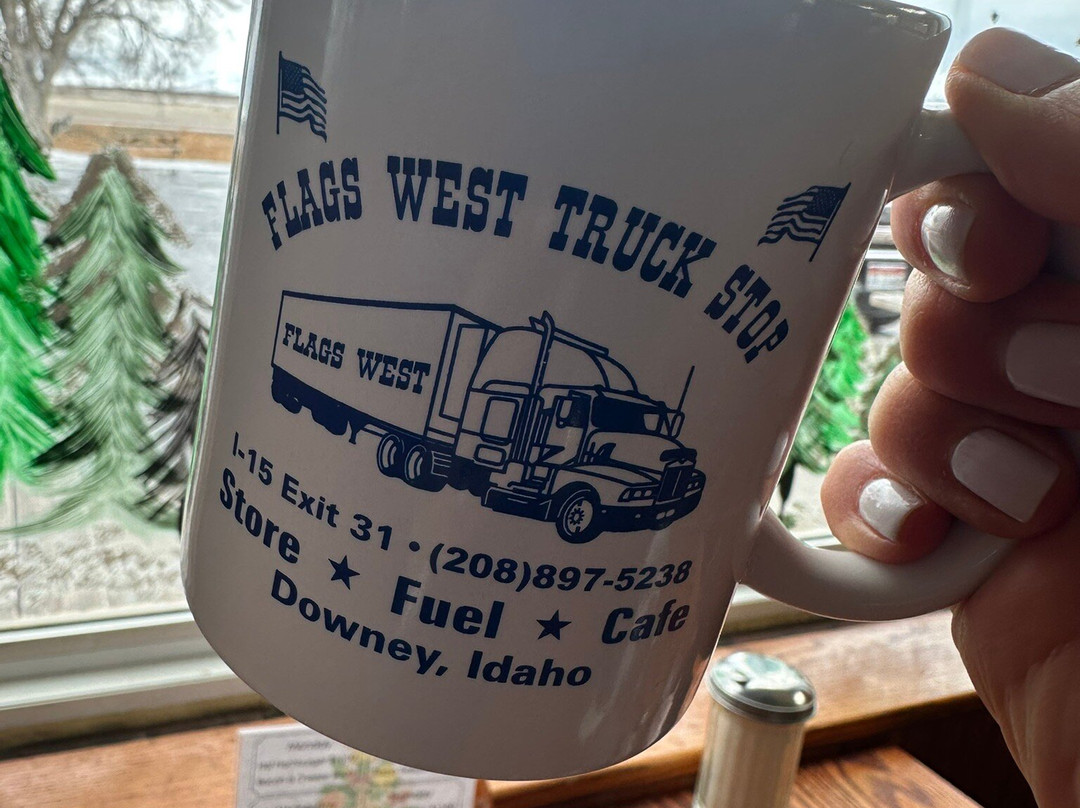 FLAGS WEST TRUCK STOP
FLAGS WEST
I-15 Exit 31 • (208)897-5238
Store ★ Fuel ★ Cafe
Downey, Idaho